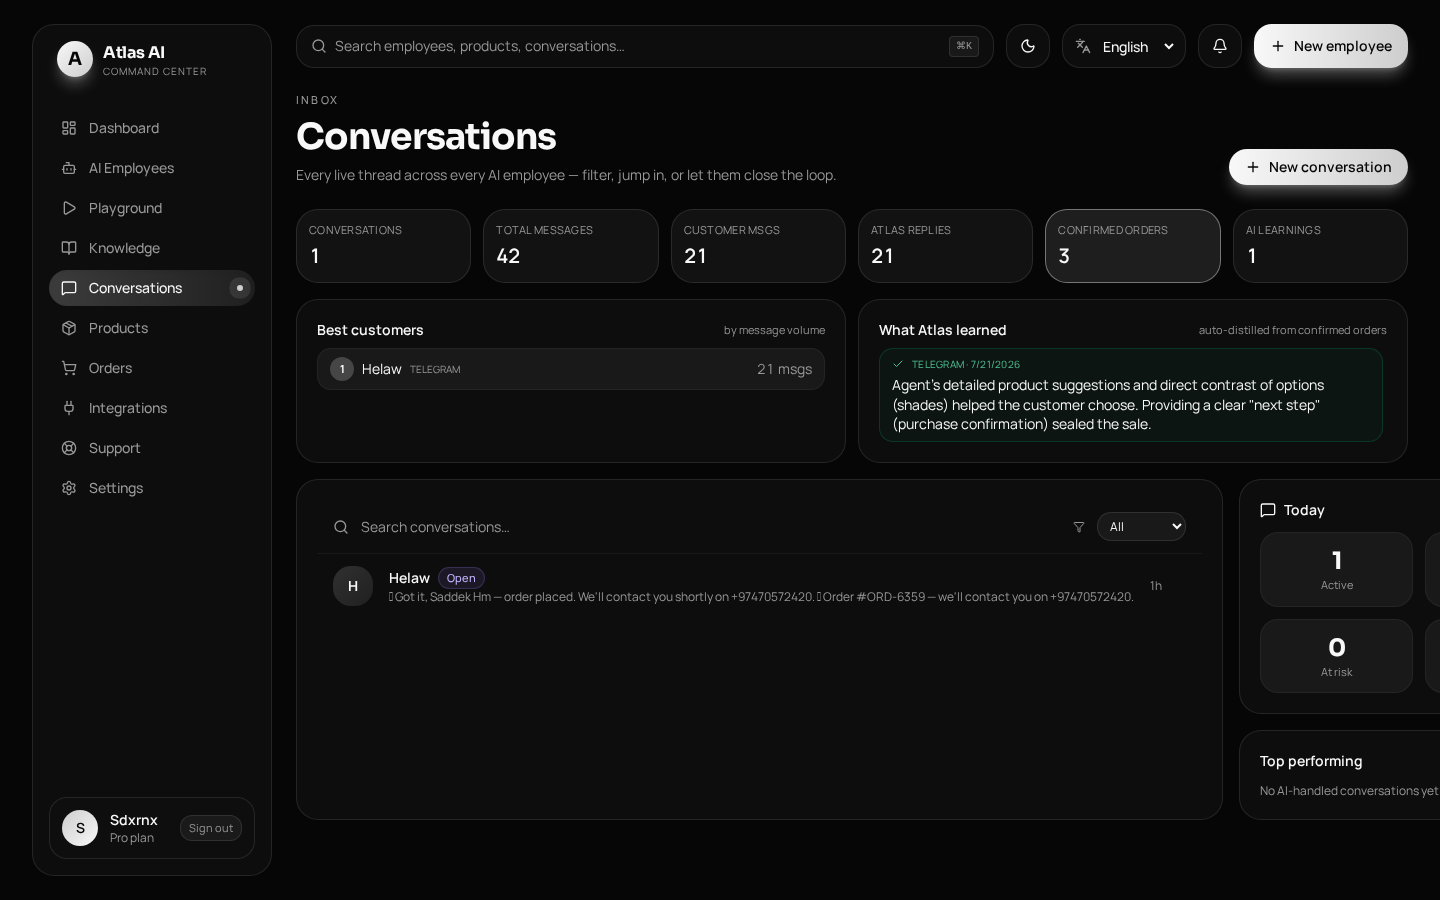 A
Atlas AI
COMMAND CENTER
Dashboard
AI Employees
Playground
Knowledge
Conversations
Products
Orders
Integrations
Support
Settings
S
Sdxrnx
Pro plan
Sign out
Search employees, products, conversations...
⌘K
English
New employee
INBOX
Conversations
Every live thread across every AI employee — filter, jump in, or let them close the loop.
New conversation
CONVERSATIONS
1
TOTAL MESSAGES
42
CUSTOMER MSGS
21
ATLAS REPLIES
21
CONFIRMED ORDERS
3
AI LEARNINGS
1
Best customers
by message volume
1 Helaw TELEGRAM 21 msgs
What Atlas learned
auto-distilled from confirmed orders
TELEGRAM · 7/21/2026
Agent's detailed product suggestions and direct contrast of options
(shades) helped the customer choose. Providing a clear "next step"
(purchase confirmation) sealed the sale.
Search conversations...
All
H
Helaw Open
Got it, Saddek Hm — order placed. We'll contact you shortly on +97470572420. Order #ORD-6359 — we'll contact you on +97470572420.
1h
Today
1
Active
0
At risk
Top performing
No AI-handled conversations yet